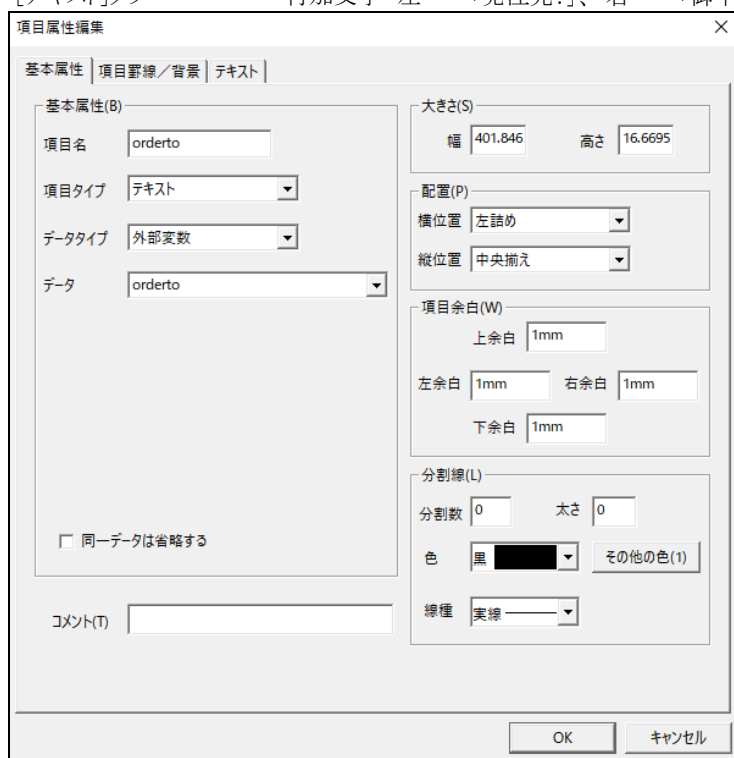 項目属性編集
基本属性 項目罫線／背景 テキスト
基本属性(B)
項目名 orderto
項目タイプ テキスト
データタイプ 外部変数
データ orderto
同一データは省略する
コメント(T)
大きさ(S)
幅 401.846 高さ 16.6695
配置(P)
横位置 左詰め
縦位置 中央揃え
項目余白(W)
上余白 1mm
左余白 1mm 右余白 1mm
下余白 1mm
分割線(L)
分割数 0 太さ 0
色 黒 その他の色(1)
線種 実線
OK キャンセル